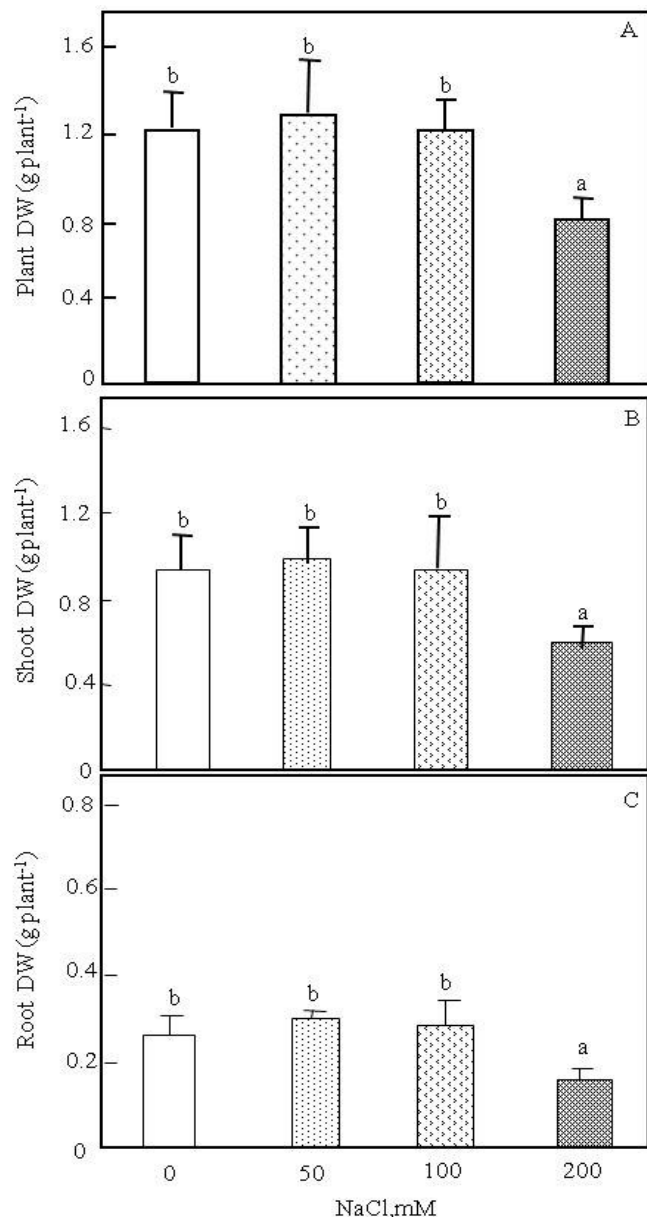 A
Plant DW (g plant-1)
1.6
1.2
0.8
0.4
0
b
b
b
a
B
Shoot DW (g plant-1)
1.6
1.2
0.8
0.4
0
b
b
b
a
C
Root DW (g plant-1)
0.8
0.6
0.4
0.2
0
b
b
b
a
0 50 100 200
NaCl,mM